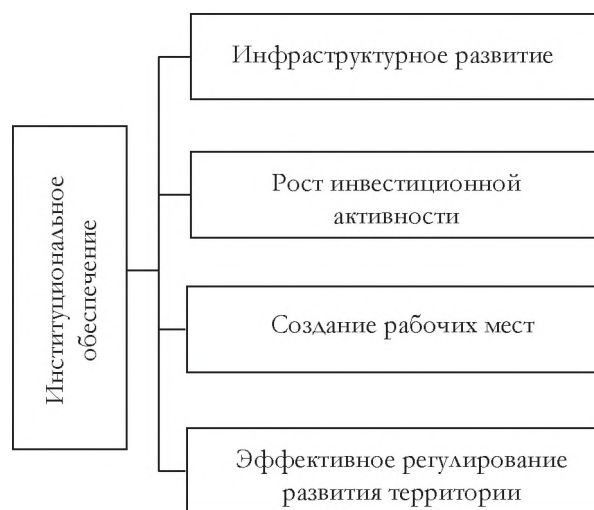 Институциональное
обеспечение
Инфраструктурное развитие
Рост инвестиционной
активности
Создание рабочих мест
Эффективное регулирование
развития территории